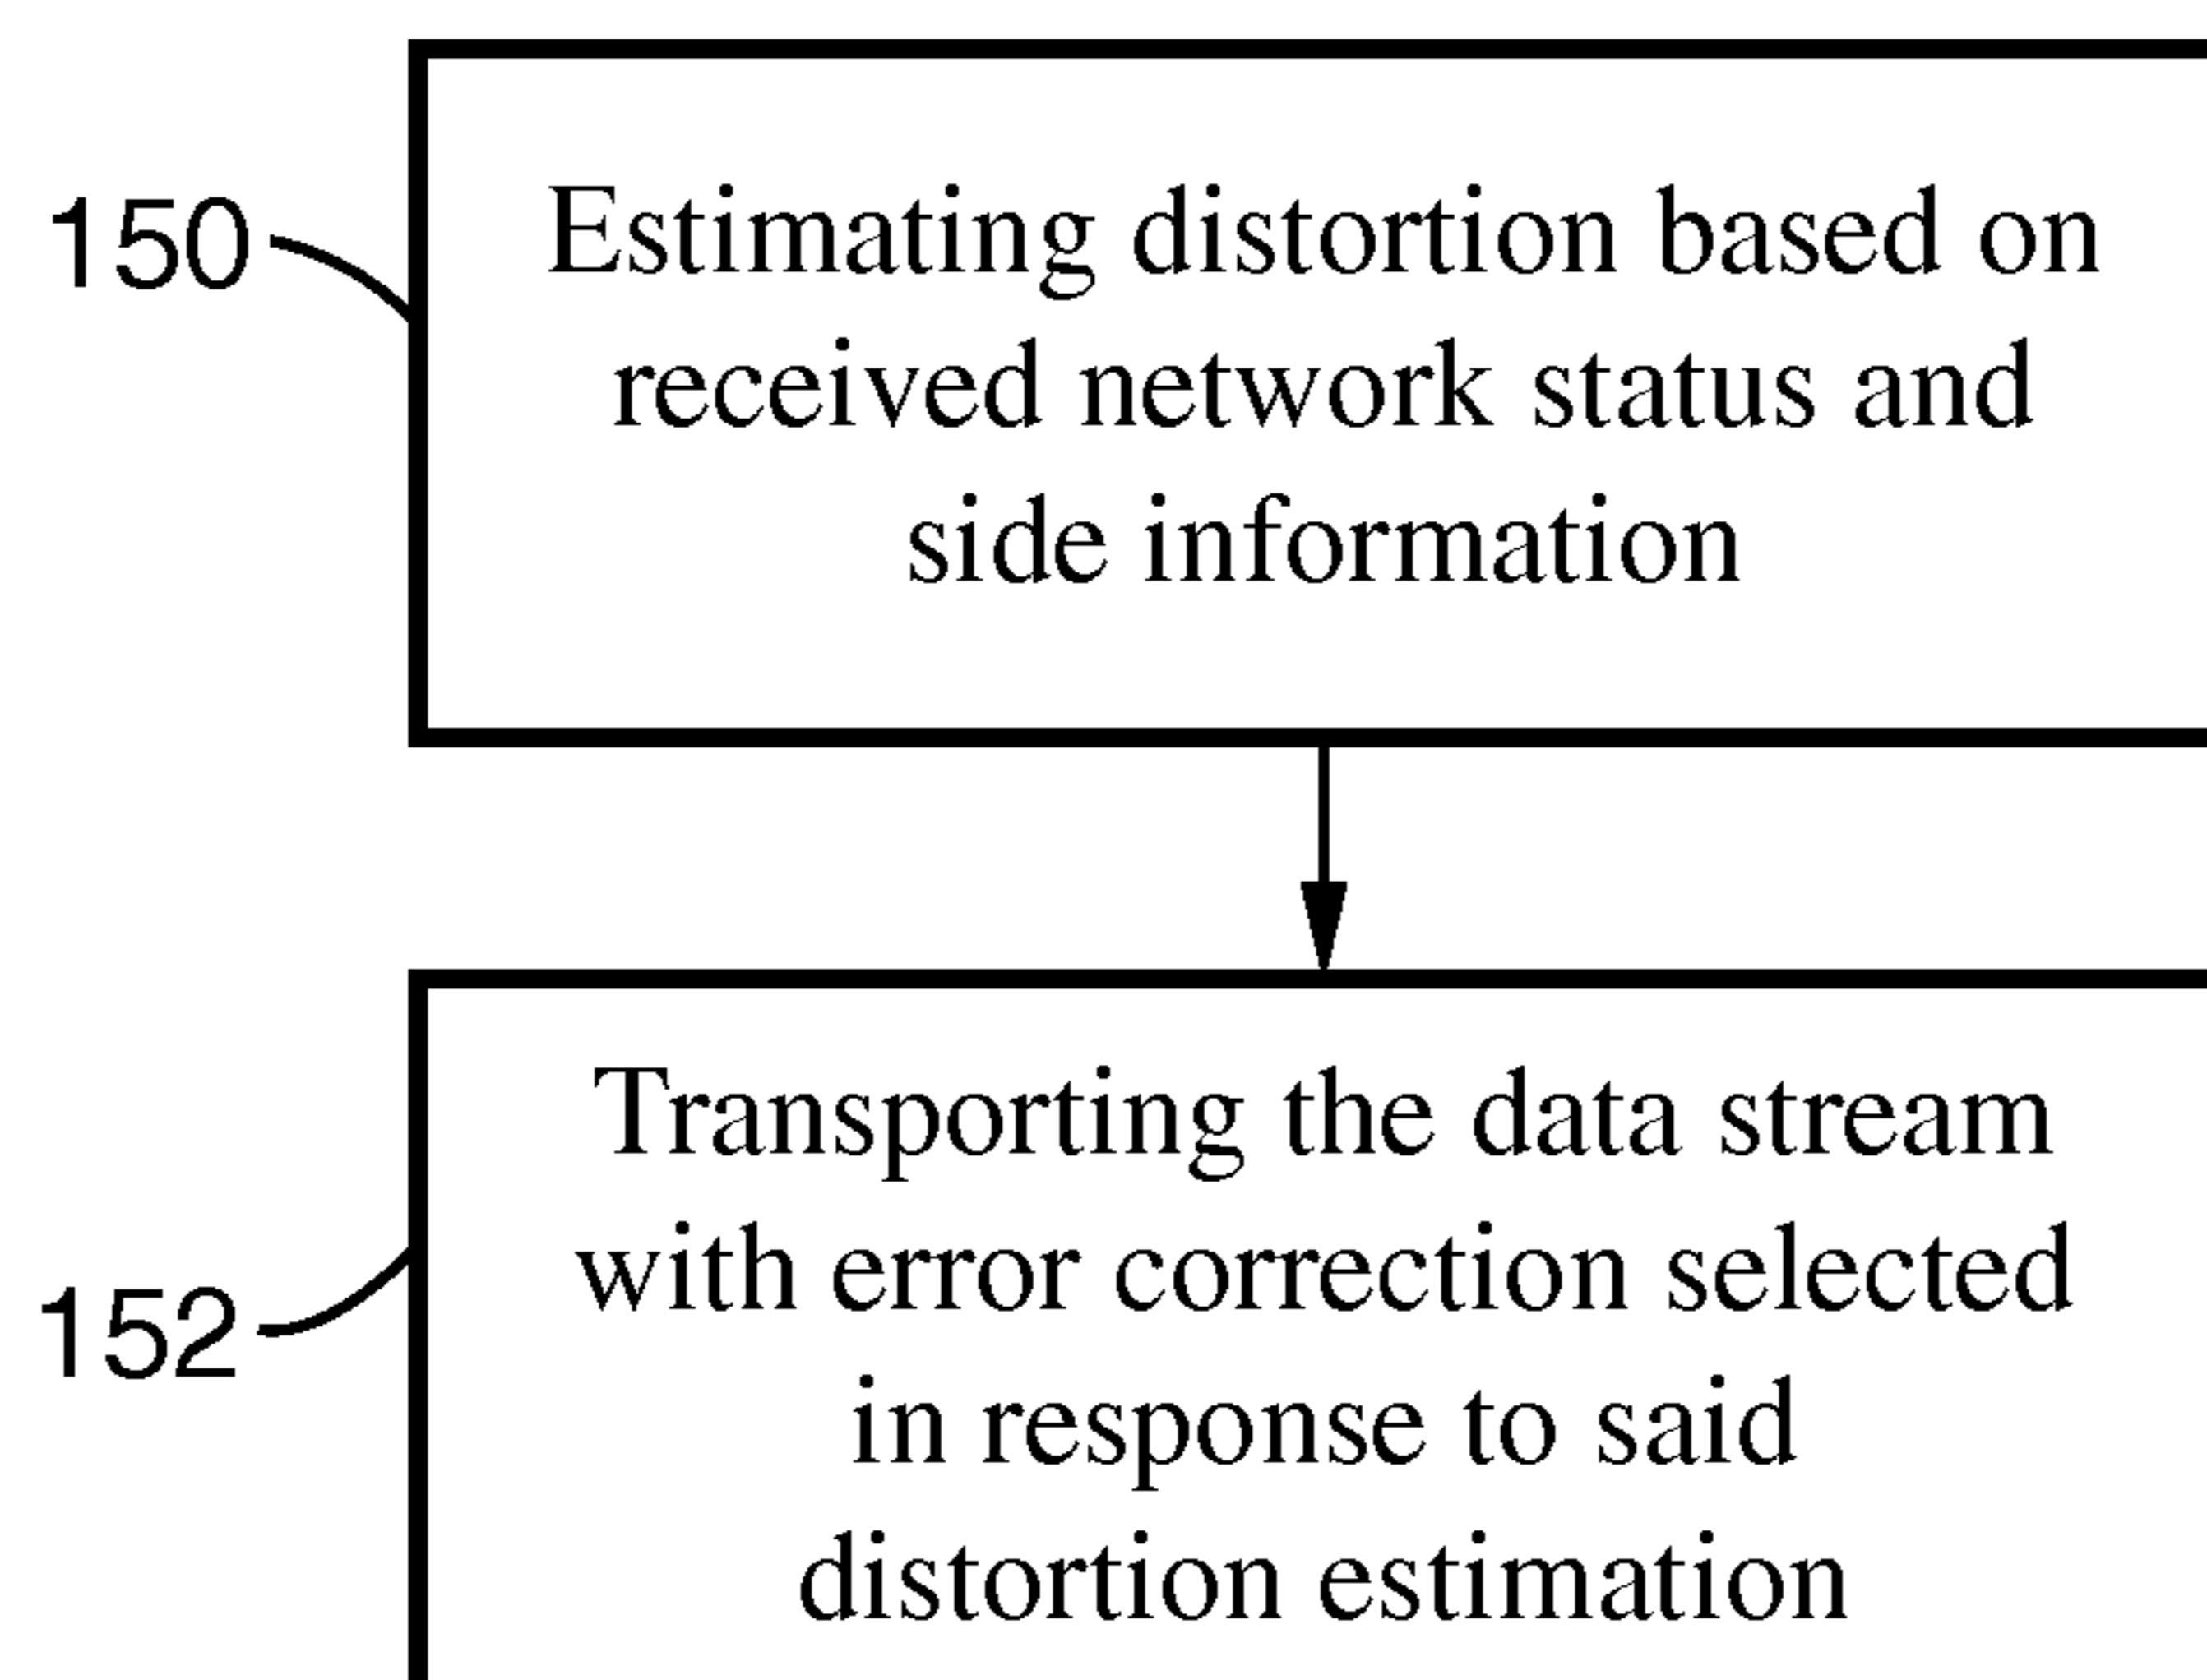 150
Estimating distortion based on
received network status and
side information
152
Transporting the data stream
with error correction selected
in response to said
distortion estimation